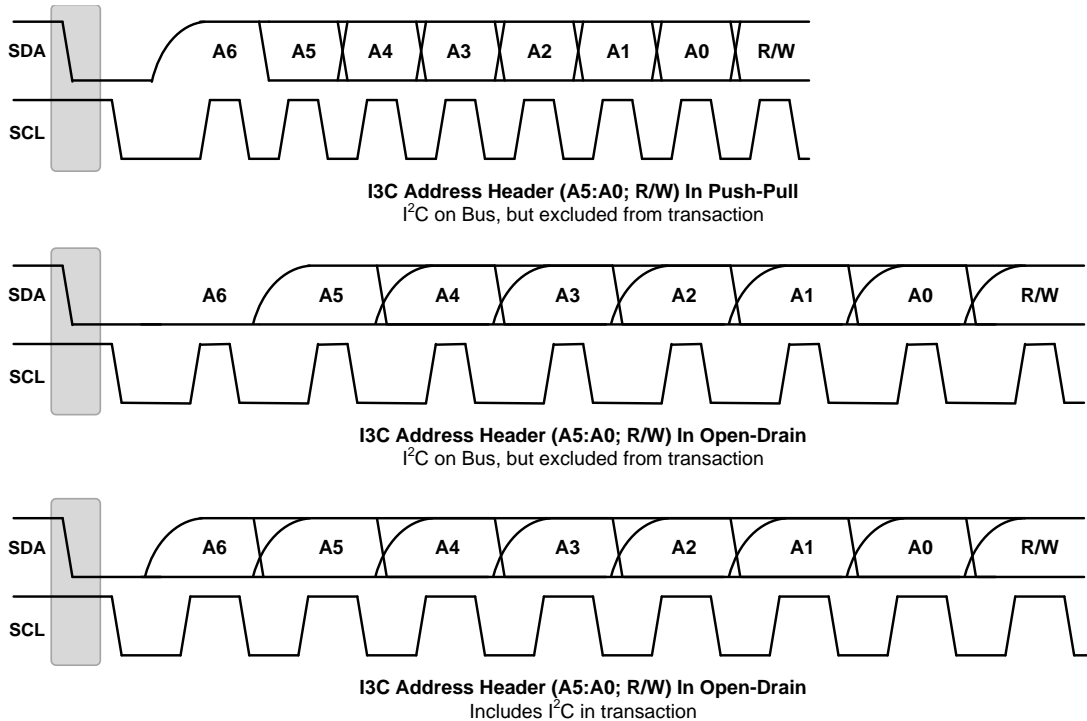 SDA A6 A5 A4 A3 A2 A1 A0 R/W
SCL
I3C Address Header (A5:A0; R/W) In Push-Pull
I²C on Bus, but excluded from transaction
SDA A6 A5 A4 A3 A2 A1 A0 R/W
SCL
I3C Address Header (A5:A0; R/W) In Open-Drain
I²C on Bus, but excluded from transaction
SDA A6 A5 A4 A3 A2 A1 A0 R/W
SCL
I3C Address Header (A5:A0; R/W) In Open-Drain
Includes I²C in transaction